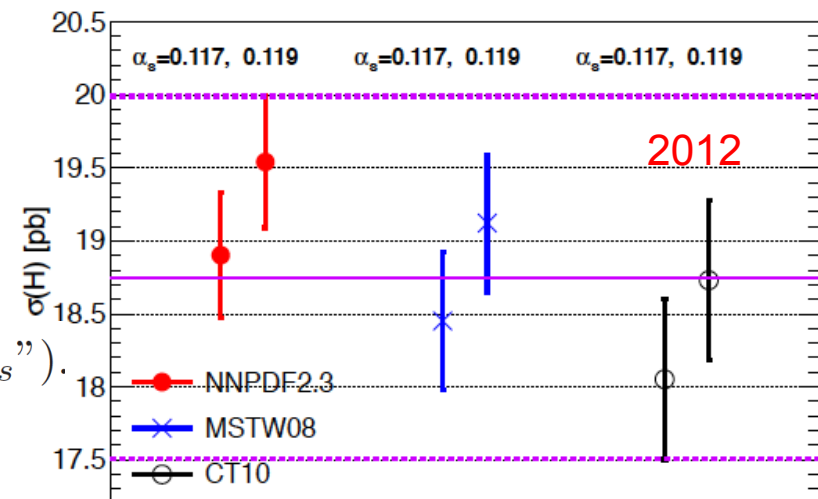 20.5
αs=0.117, 0.119 αs=0.117, 0.119 αs=0.117, 0.119
20
2012
19.5
19
σ(H) [pb]
18.5
s”).
NNPDF2.3
18
MSTW08
17.5
CT10